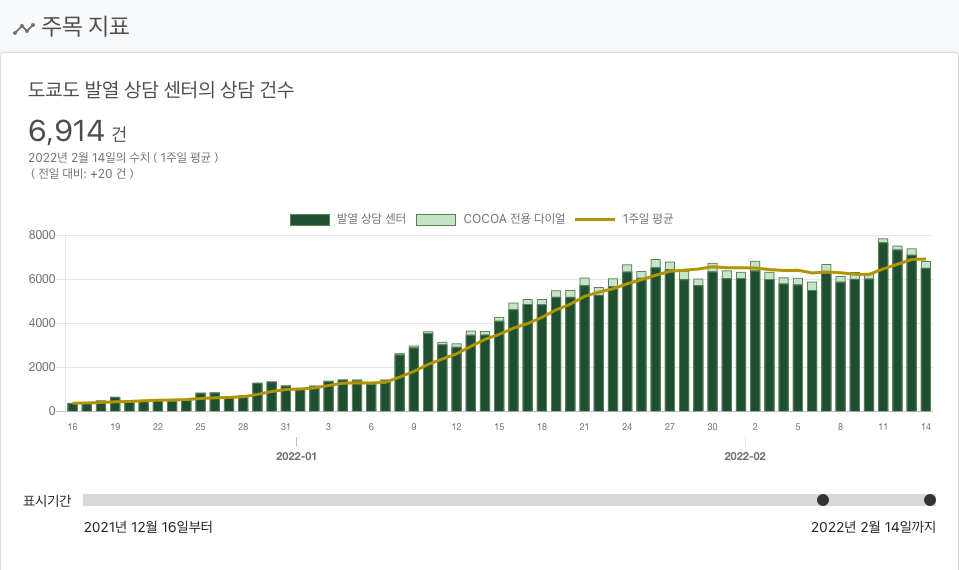 주목 지표
도쿄도 발열 상담 센터의 상담 건수
6,914 건
2022년 2월 14일의 수치 ( 1주일 평균 )
( 전일 대비: +20 건 )
발열 상담 센터 COCOA 전용 다이얼 1주일 평균
8000
6000
4000
2000
0
16 19 22 25 28 31 3 6 9 12 15 18 21 24 27 30 2 5 8 11 14
2022-01 2022-02
표시기간
2021년 12월 16일부터 2022년 2월 14일까지